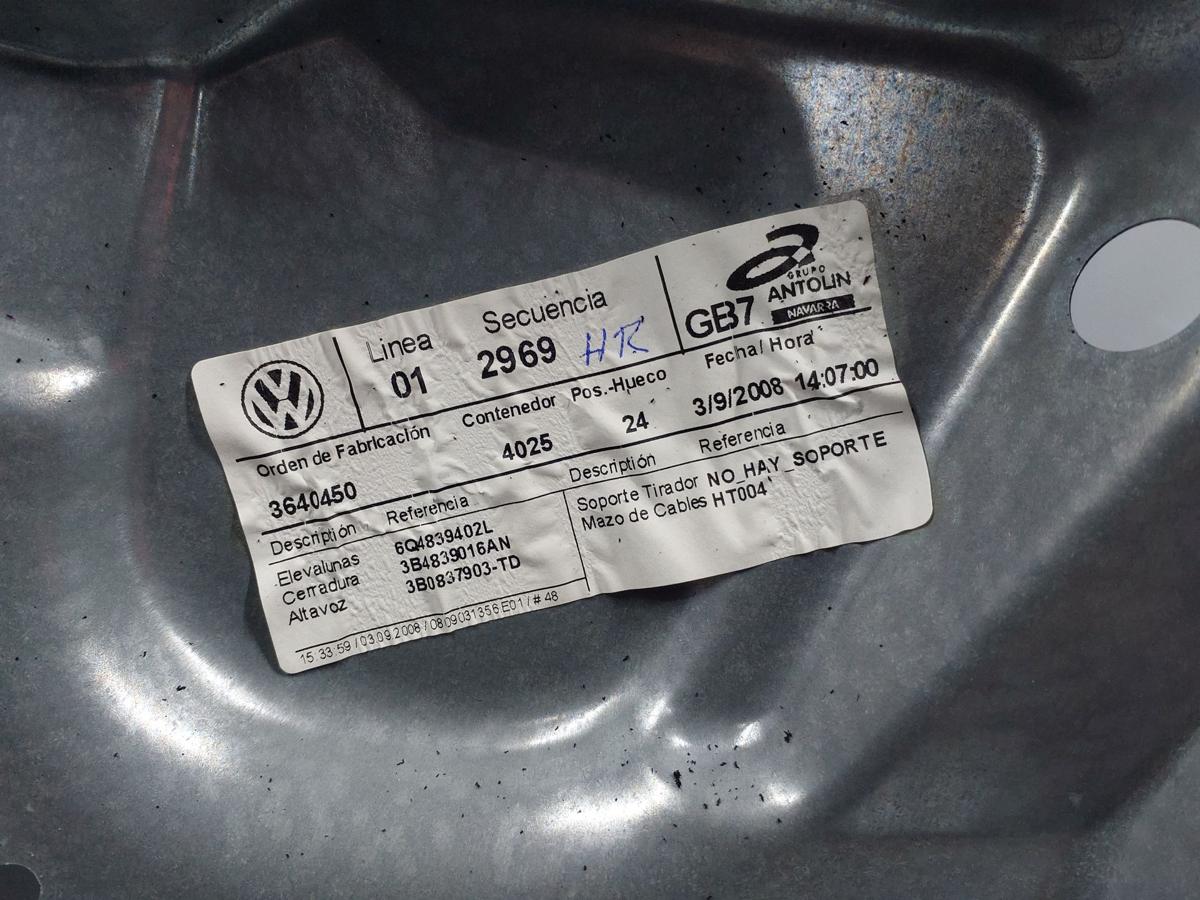 Linea Secuencia
01 2969 HR
GRUPO
ANTOLIN
GB7 NAVARRA
Orden de Fabricación Contenedor Pos.-Hueco Fecha/ Hora
3640450 4025 24 3/9/2008 14:07:00
Descripción Referencia Descriptión Referencia
Elevalunas 6Q4839402L
Cerradura 3B4839016AN
Altavoz 3B0837903-TD
Soporte Tirador NO_HAY_SOPORTE
Mazo de Cables HT004
15:33:59 / 03.09.2008 / 0809031356E01 / # 48